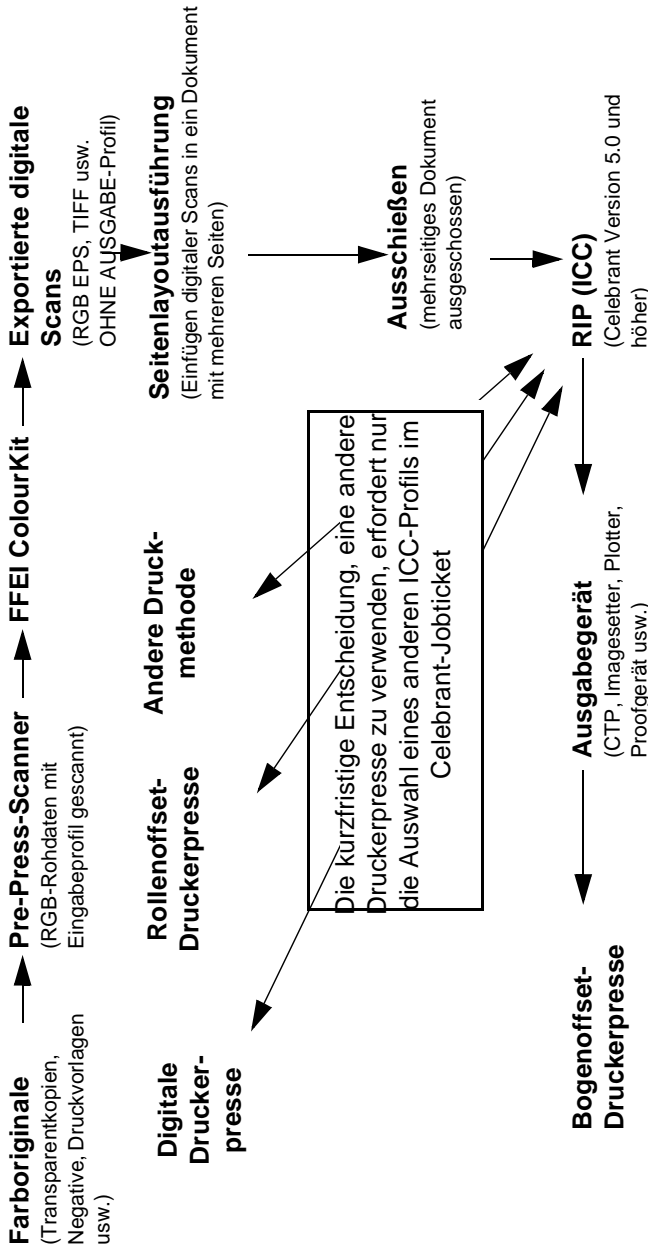 Farboriginale
(Transparentkopien,
Negative, Druckvorlagen
usw.)
Pre-Press-Scanner
(RGB-Rohdaten mit
Eingabeprofil gescannt)
FFEI ColourKit
Exportierte digitale
Scans
(RGB EPS, TIFF usw.
OHNE AUSGABE-Profil)
Seitenlayoutausführung
(Einfügen digitaler Scans in ein Dokument
mit mehreren Seiten)
Digitale
Drucker-
presse
Rollenoffset-
Druckerpresse
Andere Druck-
methode
Ausschießen
(mehrseitiges Dokument
ausgeschossen)
Die kurzfristige Entscheidung, eine andere
Druckerpresse zu verwenden, erfordert nur
die Auswahl eines anderen ICC-Profils im
Celebrant-Jobticket
RIP (ICC)
(Celebrant Version 5.0 und
höher)
Ausgabegerät
(CTP, Imagesetter, Plotter,
Proofgerät usw.)
Bogenoffset-
Druckerpresse